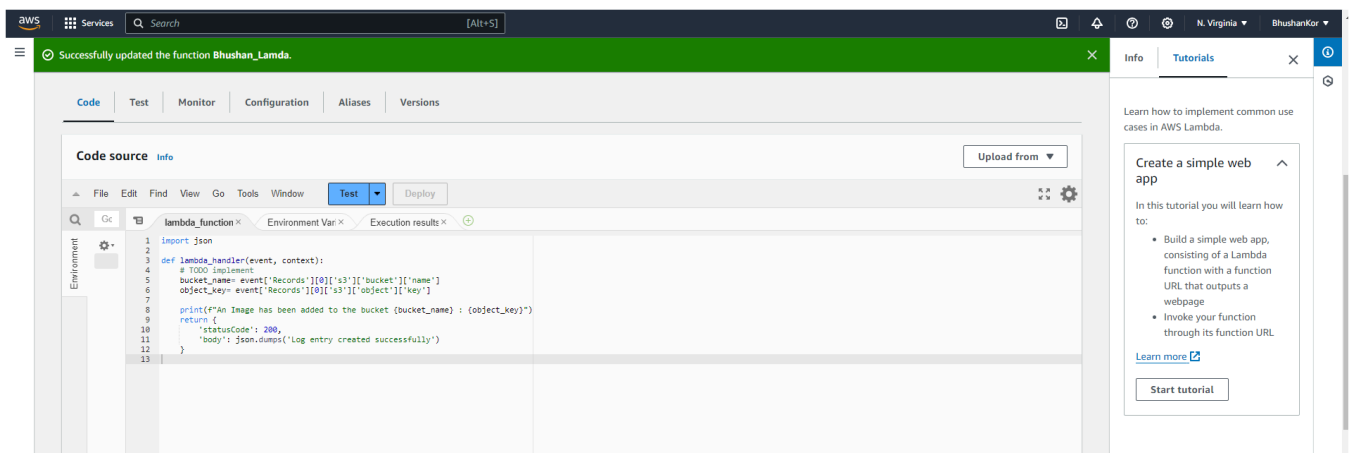 aws
Services
Search
[Alt+S]
N. Virginia ▼
BhushanKor ▼
Successfully updated the function Bhushan_Lamda.
Code
Test
Monitor
Configuration
Aliases
Versions
Code source Info
Upload from ▼
File Edit Find View Go Tools Window
Test
Deploy
Gc
lambda_function ×
Environment Vari ×
Execution results ×
Environment
1 import json
2
3 def lambda_handler(event, context):
4     # TODO implement
5     bucket_name= event['Records'][0]['s3']['bucket']['name']
6     object_key= event['Records'][0]['s3']['object']['key']
7
8     print(f"An Image has been added to the bucket {bucket_name} : {object_key}")
9     return {
10         'statusCode': 200,
11         'body': json.dumps('Log entry created successfully')
12     }
13
Info
Tutorials
Learn how to implement common use
cases in AWS Lambda.
Create a simple web
app
In this tutorial you will learn how
to:
• Build a simple web app,
consisting of a Lambda
function with a function
URL that outputs a
webpage
• Invoke your function
through its function URL
Learn more
Start tutorial